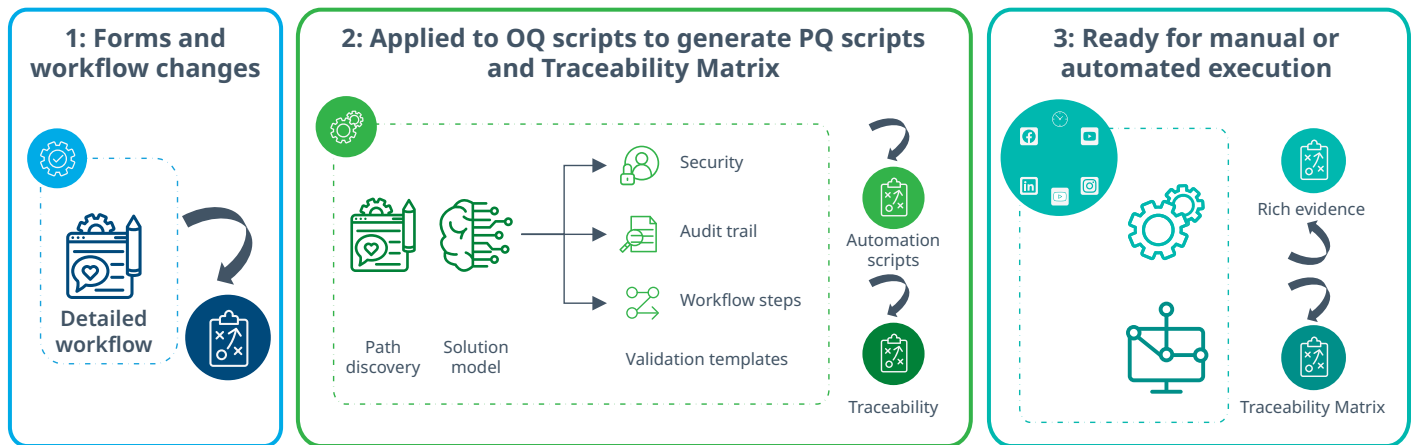 1: Forms and
workflow changes
Detailed
workflow
2: Applied to OQ scripts to generate PQ scripts
and Traceability Matrix
Path
discovery
Solution
model
Security
Audit trail
Workflow steps
Validation templates
Automation
scripts
Traceability
3: Ready for manual or
automated execution
in
Rich evidence
Traceability Matrix